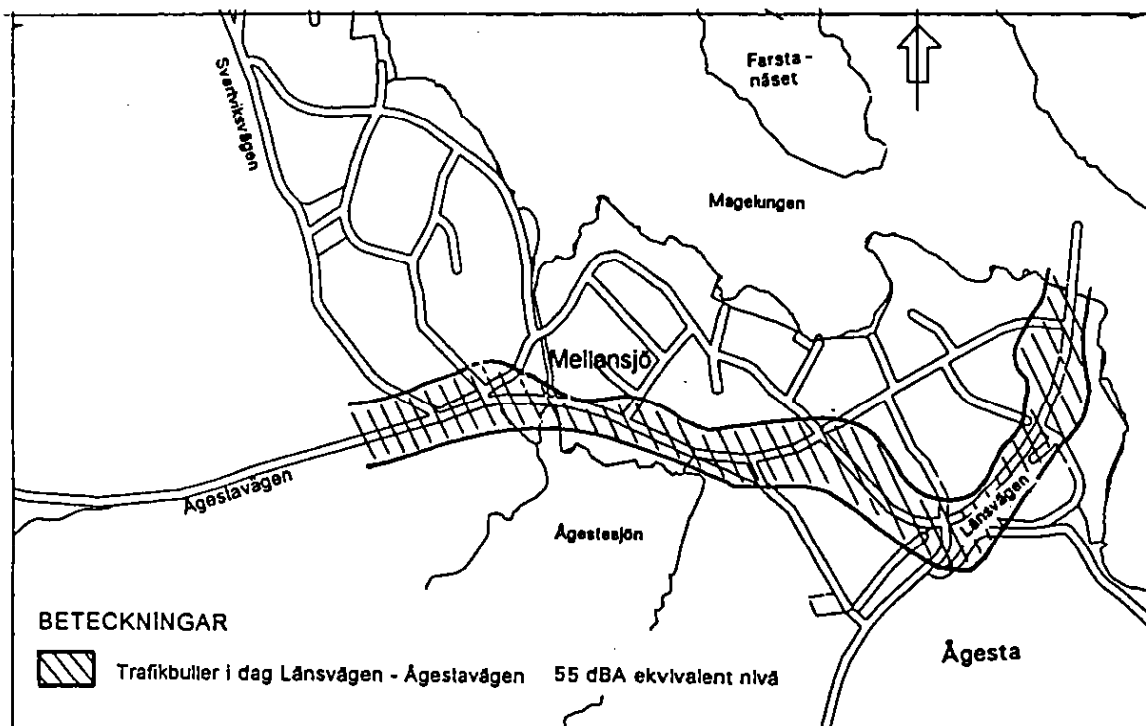 Farsta-
näset
Svartviksvägen
Magelungen
Mellansjö
Ågestavägen
Ågestasjön
Länsvägen
Ågesta
BETECKNINGAR
Trafikbuller i dag Länsvägen - Ågestavägen 55 dBA ekvivalent nivå